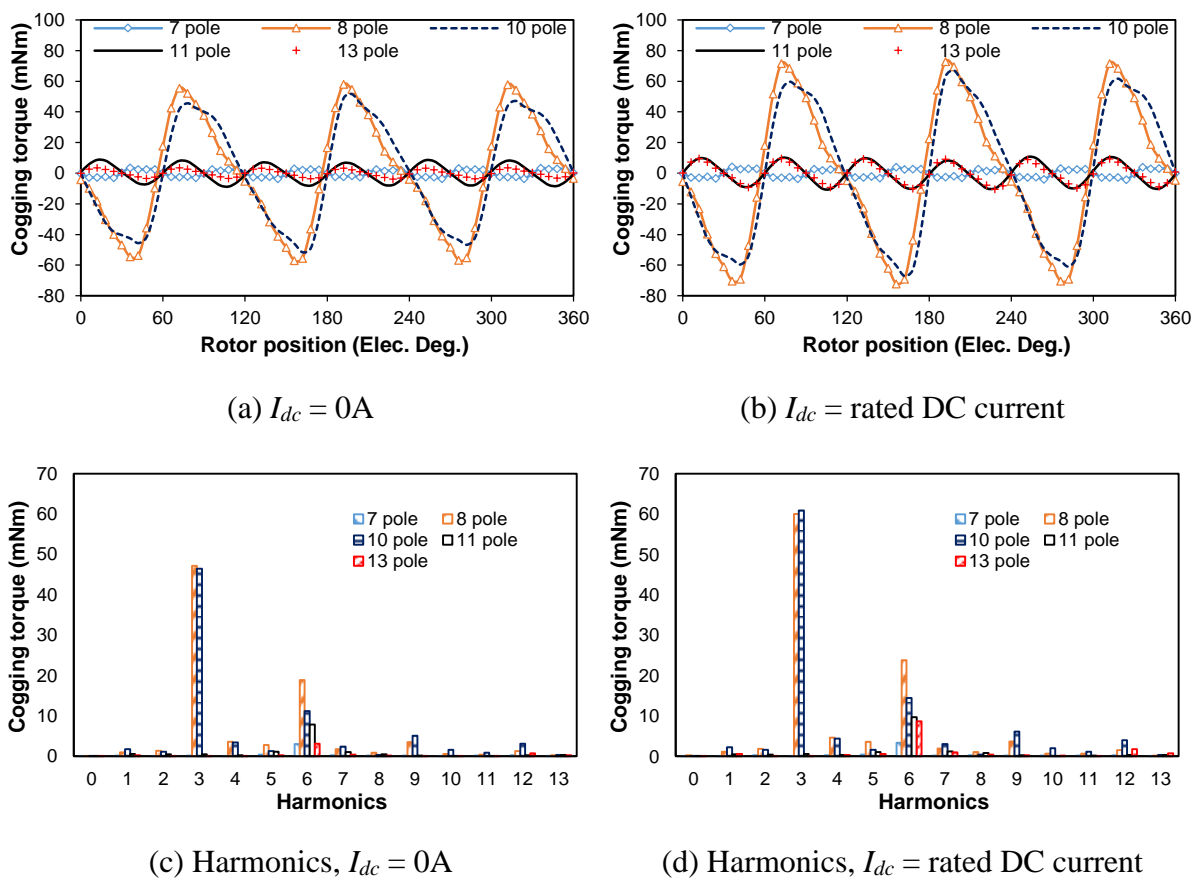 100
80
60
40
20
0
-20
-40
-60
-80
Cogging torque (mNm)
7 pole 8 pole 10 pole
11 pole 13 pole
0 60 120 180 240 300 360
Rotor position (Elec. Deg.)
(a) Idc = 0A
100
80
60
40
20
0
-20
-40
-60
-80
Cogging torque (mNm)
7 pole 8 pole 10 pole
11 pole 13 pole
0 60 120 180 240 300 360
Rotor position (Elec. Deg.)
(b) Idc = rated DC current
70
60
50
40
30
20
10
0
Cogging torque (mNm)
7 pole 8 pole
10 pole 11 pole
13 pole
0 1 2 3 4 5 6 7 8 9 10 11 12 13
Harmonics
(c) Harmonics, Idc = 0A
70
60
50
40
30
20
10
0
Cogging torque (mNm)
7 pole 8 pole
10 pole 11 pole
13 pole
0 1 2 3 4 5 6 7 8 9 10 11 12 13
Harmonics
(d) Harmonics, Idc = rated DC current